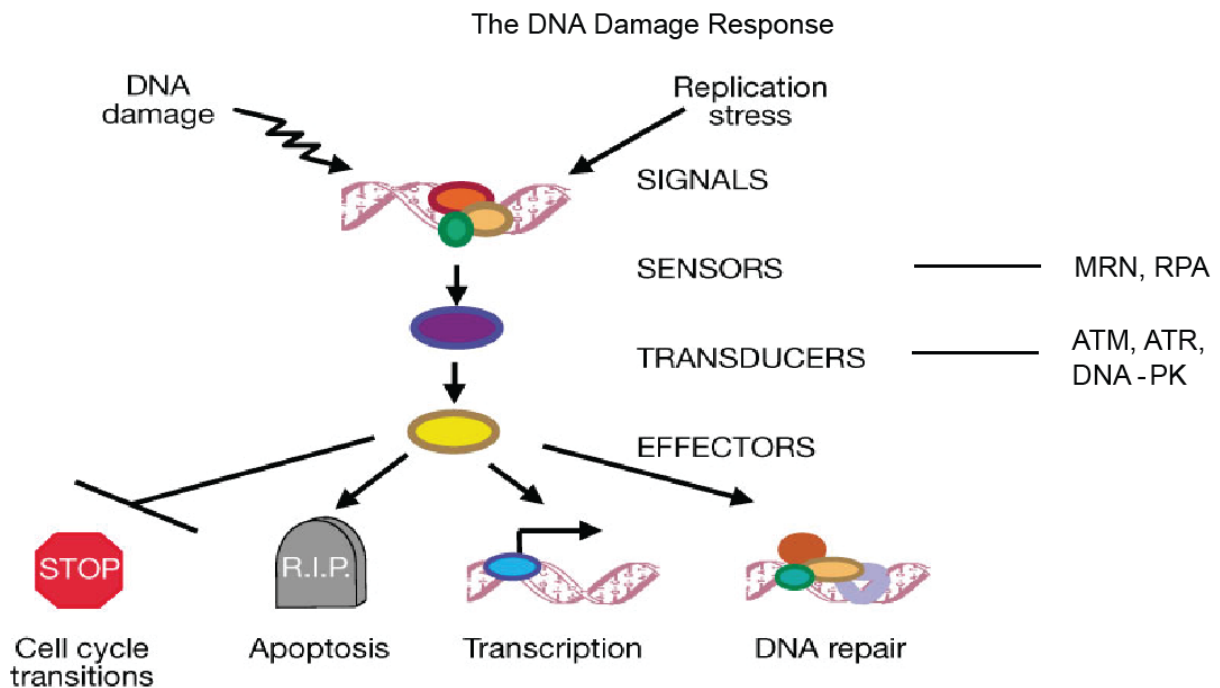 The DNA Damage Response
DNA
damage
Replication
stress
SIGNALS
SENSORS
MRN, RPA
TRANSDUCERS
ATM, ATR,
DNA -PK
EFFECTORS
STOP
R.I.P.
Cell cycle
transitions
Apoptosis
Transcription
DNA repair